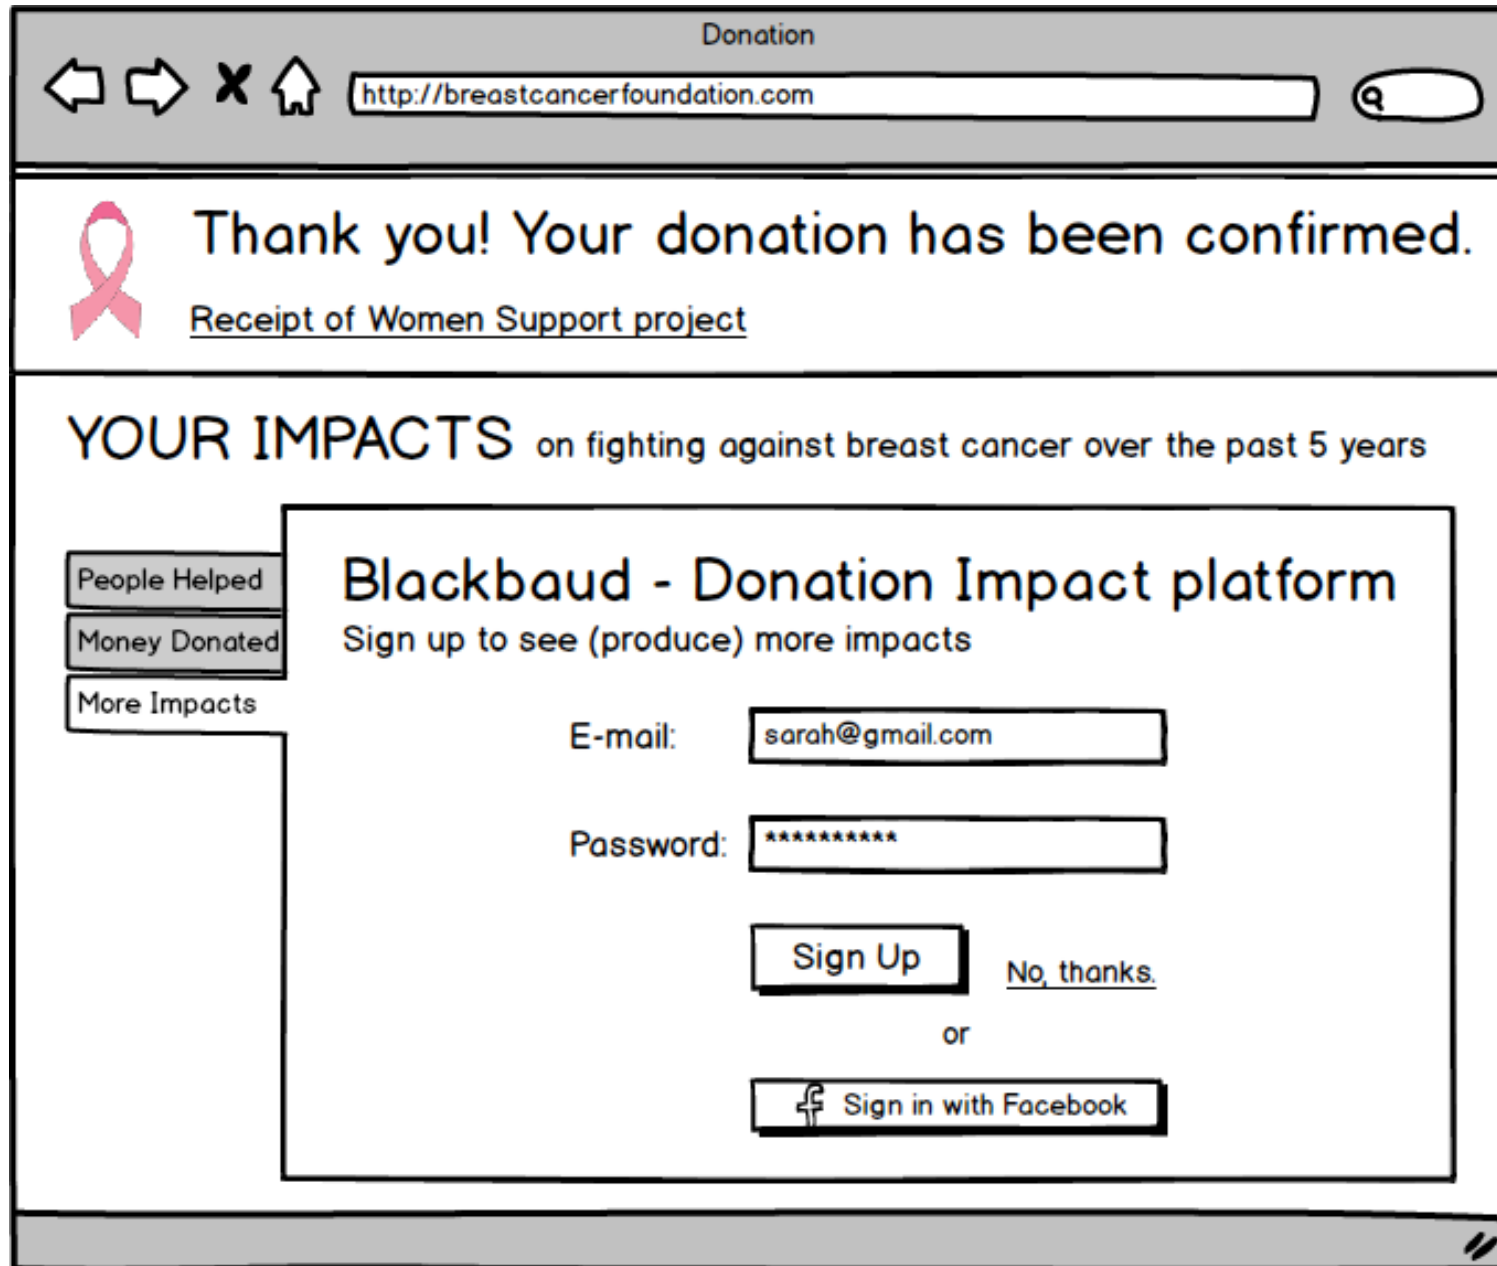 Donation
http://breastcancerfoundation.com
Thank you! Your donation has been confirmed.
Receipt of Women Support project
YOUR IMPACTS on fighting against breast cancer over the past 5 years
People Helped
Money Donated
More Impacts
Blackbaud - Donation Impact platform
Sign up to see (produce) more impacts
E-mail: sarah@gmail.com
Password: **********
Sign Up No, thanks.
or
f Sign in with Facebook